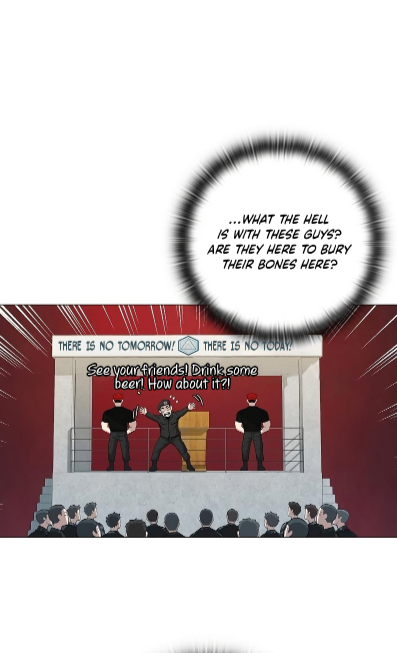 ...WHAT THE HELL
IS WITH THESE GUYS?
ARE THEY HERE TO BURY
THEIR BONES HERE?
THERE IS NO TOMORROW! THERE IS NO TODAY!
See your friends! Drink some
beer! How about it?!